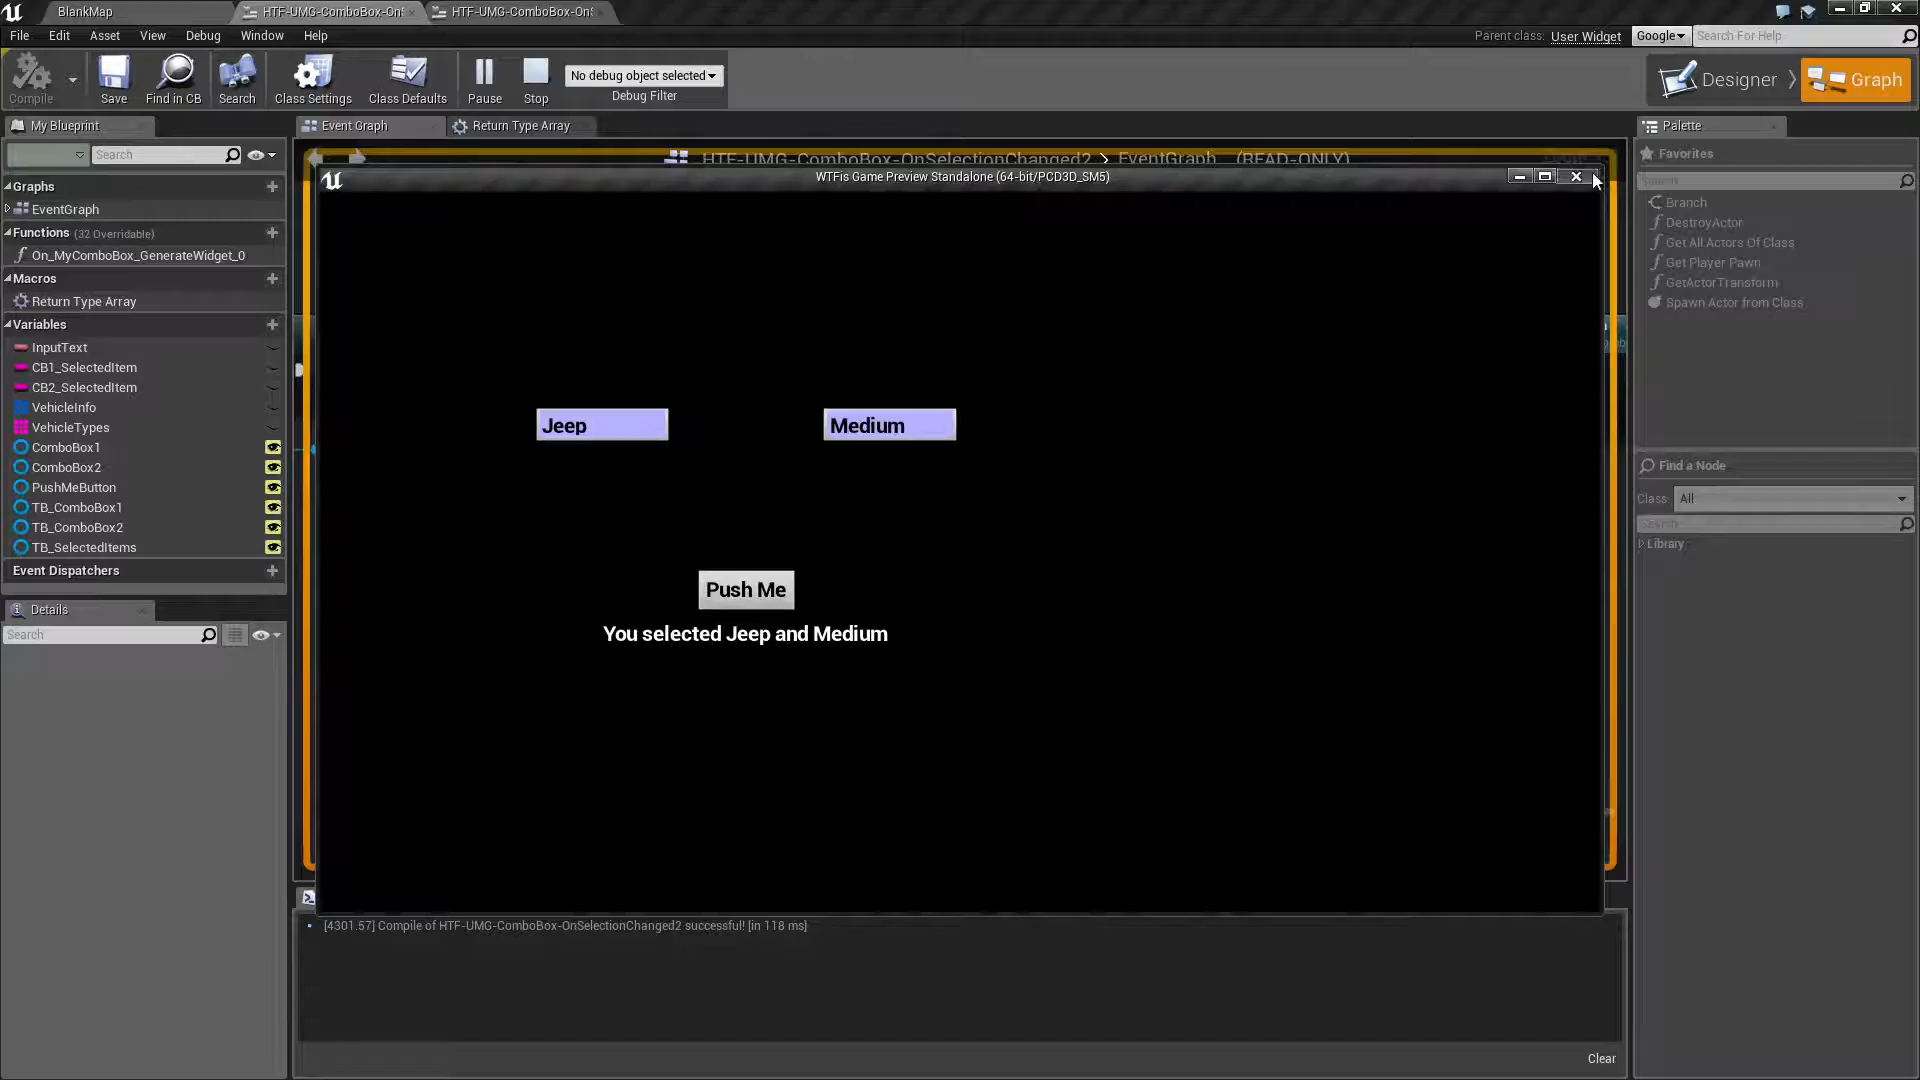 BlankMap
HTF-UMG-ComboBox-OnS
HTF-UMG-ComboBox-OnS
File Edit Asset View Debug Window Help
Parent class: User Widget
Google
Search For Help
Compile
Save
Find in CB
Search
Class Settings
Class Defaults
Pause
Stop
No debug object selected
Debug Filter
Designer
Graph
My Blueprint
Event Graph
Return Type Array
Palette
Search
HTF-UMG-ComboBox-OnSelectionChanged2 > EventGraph (READ-ONLY)
WTFis Game Preview Standalone (64-bit/PCD3D_SM5)
Favorites
Search
Graphs
EventGraph
Functions (32 Overridable)
On_MyComboBox_GenerateWidget_0
Macros
Return Type Array
Variables
InputText
CB1_SelectedItem
CB2_SelectedItem
VehicleInfo
VehicleTypes
ComboBox1
ComboBox2
PushMeButton
TB_ComboBox1
TB_ComboBox2
TB_SelectedItems
Event Dispatchers
Details
Search
Jeep
Medium
Push Me
You selected Jeep and Medium
Branch
DestroyActor
Get All Actors Of Class
Get Player Pawn
GetActorTransform
Spawn Actor from Class
Find a Node
Class: All
Search
Library
[4301.57] Compile of HTF-UMG-ComboBox-OnSelectionChanged2 successful! [in 118 ms]
Clear